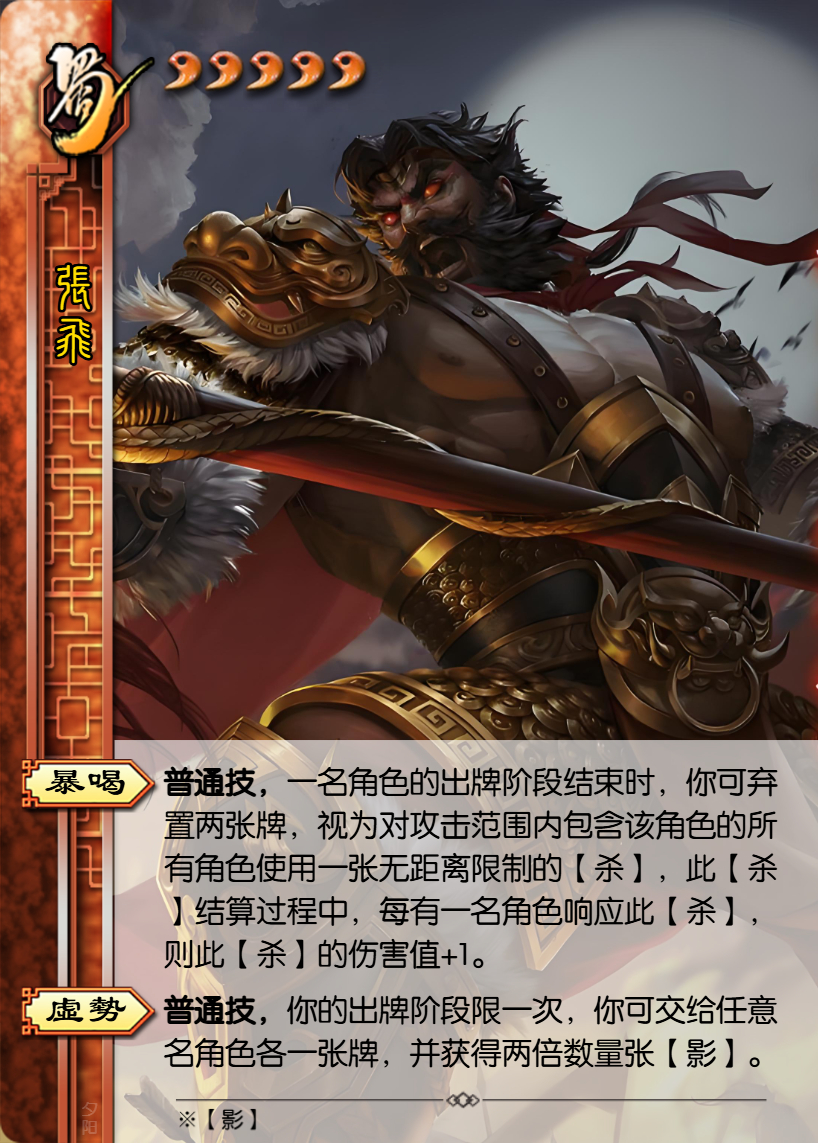 蜀
張飛
暴喝
普通技，一名角色的出牌阶段结束时，你可弃
置两张牌，视为对攻击范围内包含该角色的所
有角色使用一张无距离限制的【杀】，此【杀
】结算过程中，每有一名角色响应此【杀】，
则此【杀】的伤害值+1。
虛勢
普通技，你的出牌阶段限一次，你可交给任意
名角色各一张牌，并获得两倍数量张【影】。
※【影】
夕阳